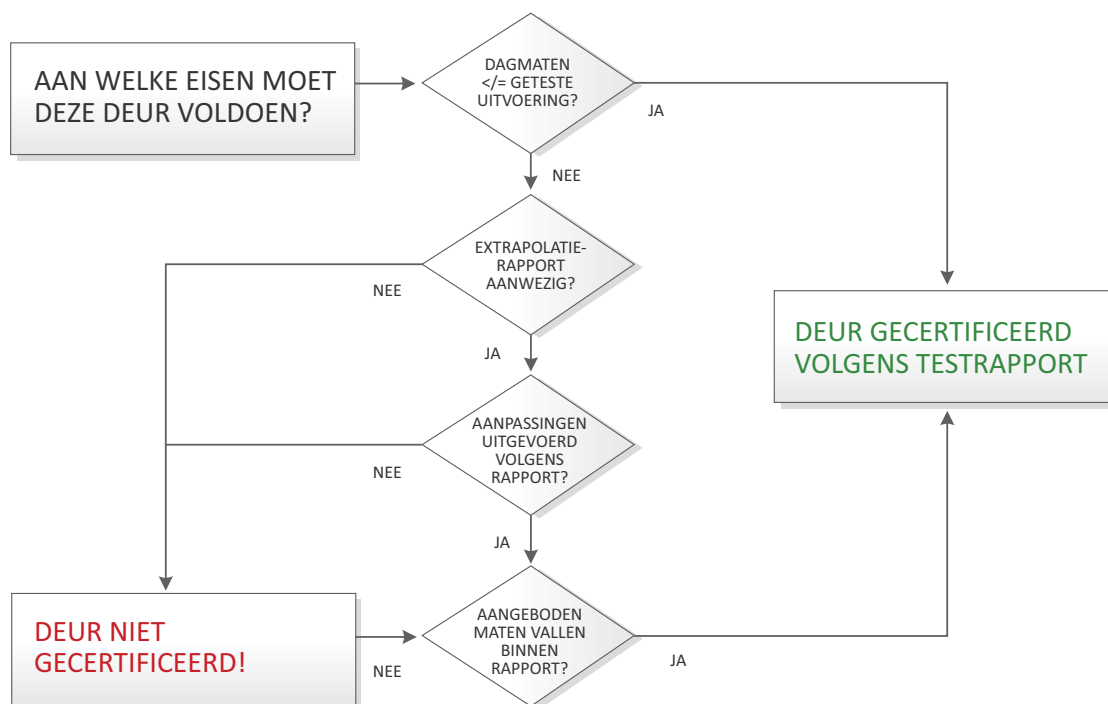 AAN WELKE EISEN MOET
DEZE DEUR VOLDOEN?
DAGMATEN
</= GETESTE
UITVOERING?
JA
NEE
EXTRAPOLATIE-
RAPPORT
AANWEZIG?
NEE
JA
DEUR GECERTIFICEERD
VOLGENS TESTRAPPORT
AANPASSINGEN
UITGEVOERD
VOLGENS
RAPPORT?
NEE
JA
DEUR NIET
GECERTIFICEERD!
NEE
AANGEBODEN
MATEN VALLEN
BINNEN
RAPPORT?
JA